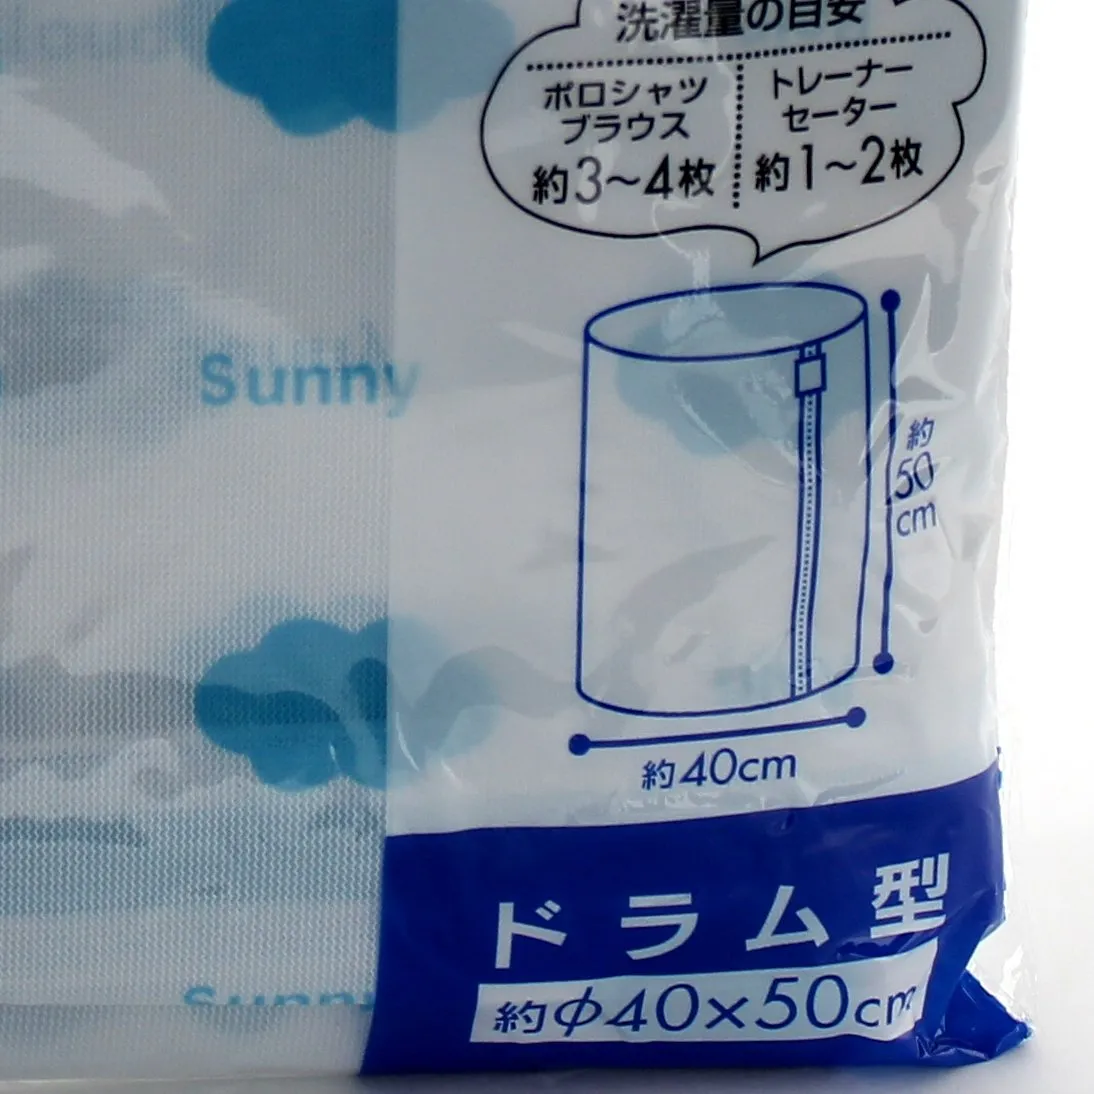 洗濯量の目安
ポロシャツ
ブラウス
約3〜4枚
トレーナー
セーター
約1〜2枚
Sunny
約
50
cm
約40cm
ドラム型
約φ40×50cm
Sunny